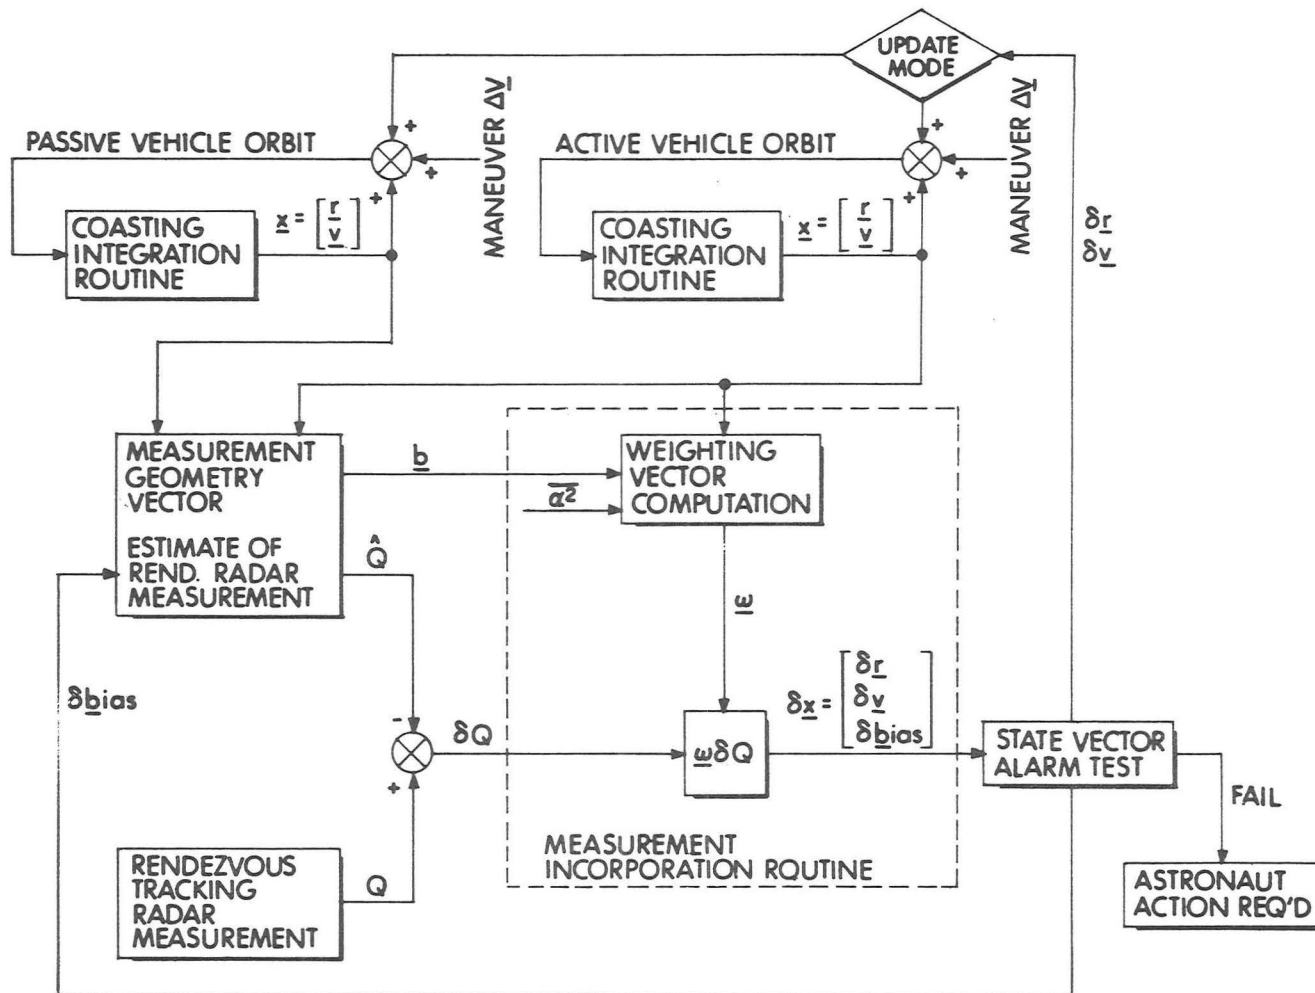 UPDATE
MODE
PASSIVE VEHICLE ORBIT
+
+
+
MANEUVER ΔV
ACTIVE VEHICLE ORBIT
+
+
+
MANEUVER ΔV
COASTING
INTEGRATION
ROUTINE
x = [r
v]
COASTING
INTEGRATION
ROUTINE
x = [r
v]
δr
δv
MEASUREMENT
GEOMETRY
VECTOR
ESTIMATE OF
REND. RADAR
MEASUREMENT
b
α²
WEIGHTING
VECTOR
COMPUTATION
Q̂
ω
δbias
-
+
δQ
ωδQ
δx = [δr
δv
δbias]
STATE VECTOR
ALARM TEST
FAIL
MEASUREMENT
INCORPORATION ROUTINE
RENDEZVOUS
TRACKING
RADAR
MEASUREMENT
Q
ASTRONAUT
ACTION REQ'D